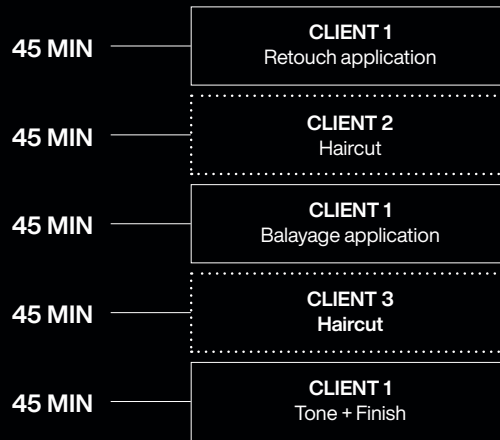 45 MIN
CLIENT 1
Retouch application
45 MIN
CLIENT 2
Haircut
45 MIN
CLIENT 1
Balayage application
45 MIN
CLIENT 3
Haircut
45 MIN
CLIENT 1
Tone + Finish